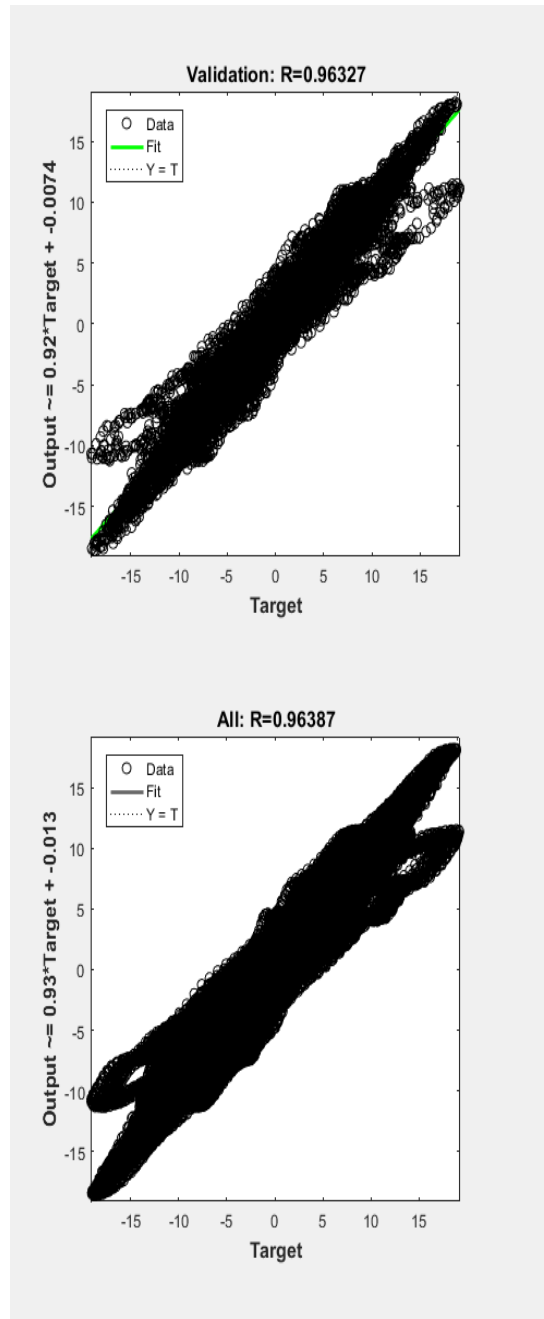 Validation: R=0.96327
Output ~= 0.92*Target + -0.0074
Data
Fit
Y = T
15
10
5
0
-5
-10
-15
-15 -10 -5 0 5 10 15
Target
All: R=0.96387
Output ~= 0.93*Target + -0.013
Data
Fit
Y = T
15
10
5
0
-5
-10
-15
-15 -10 -5 0 5 10 15
Target